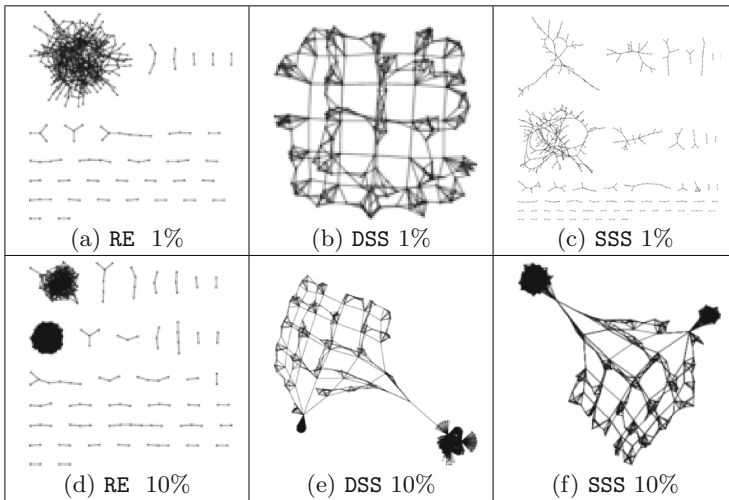 (a) RE 1%
(b) DSS 1%
(c) SSS 1%
(d) RE 10%
(e) DSS 10%
(f) SSS 10%